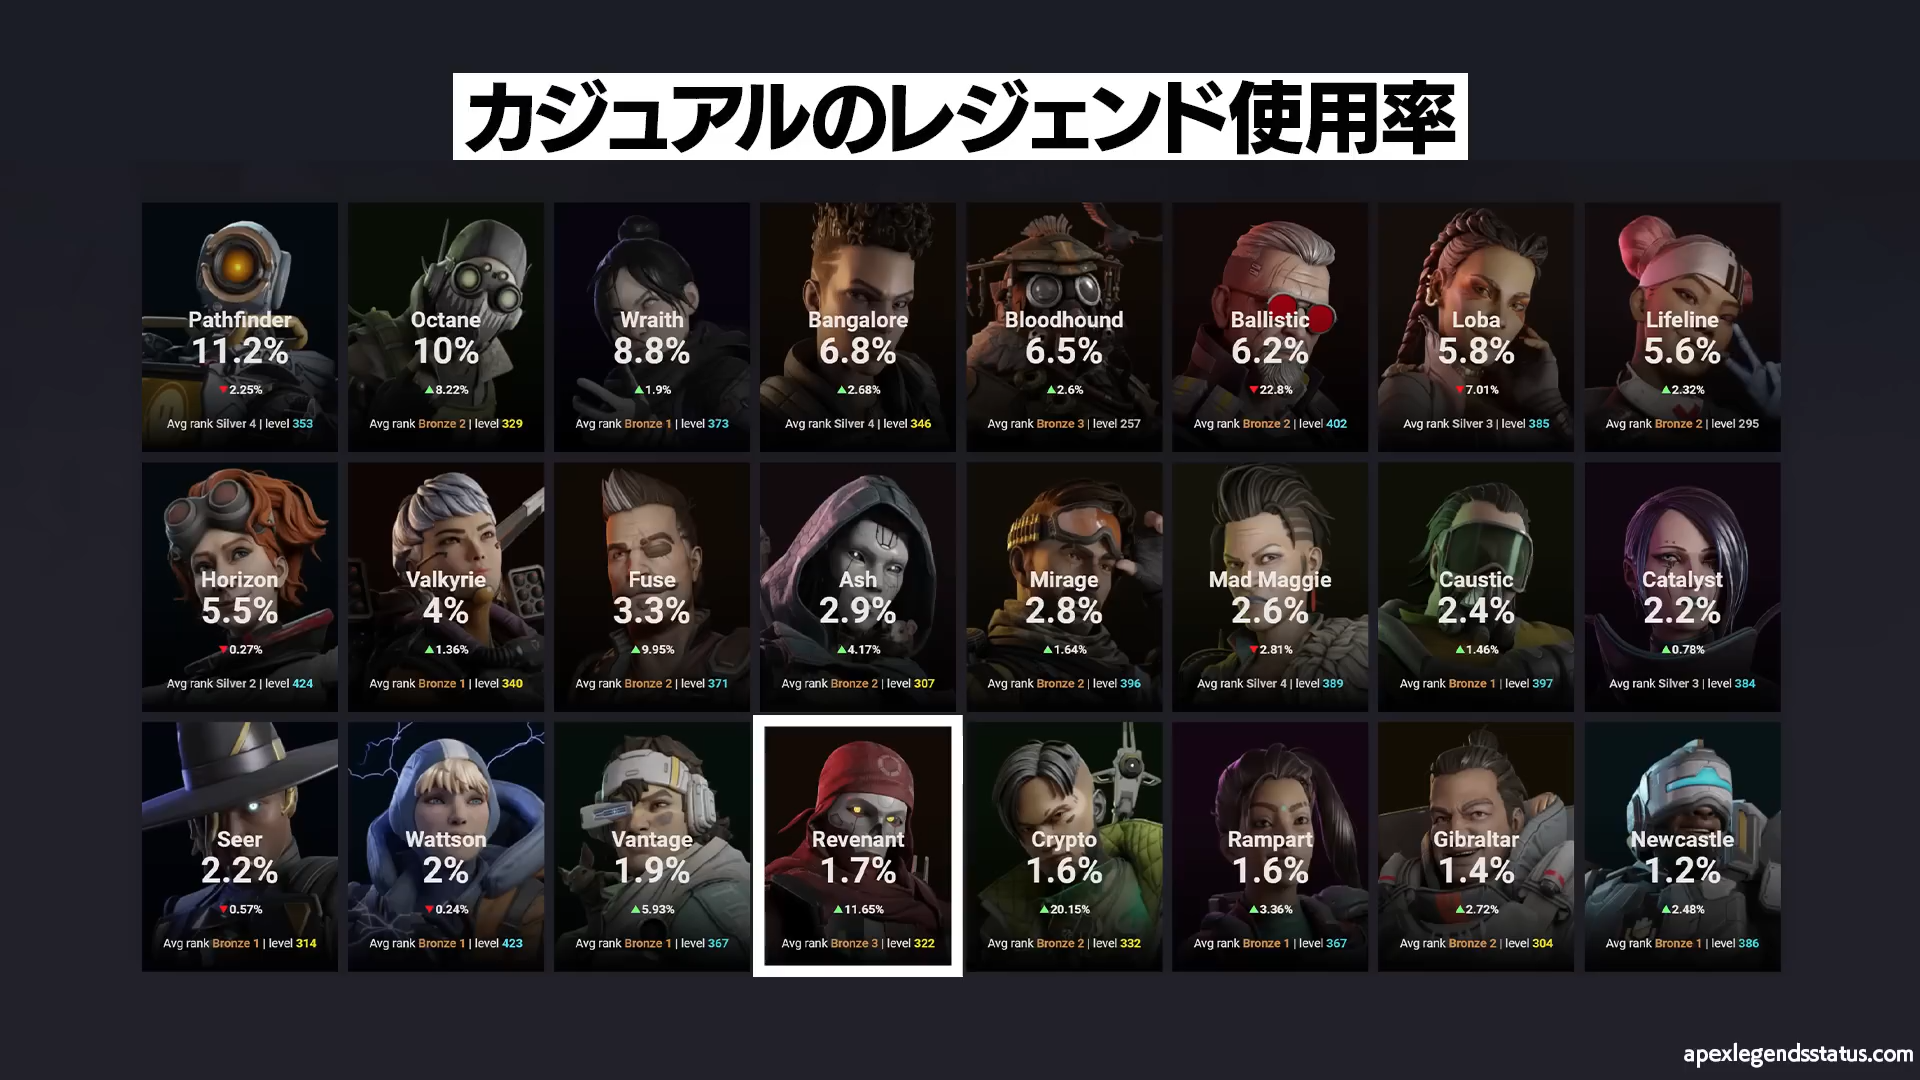 カジュアルのレジェンド使用率
Pathfinder
11.2%
▼2.25%
Avg rank Silver 4 | level 353
Octane
10%
▲8.22%
Avg rank Bronze 2 | level 329
Wraith
8.8%
▲1.9%
Avg rank Bronze 1 | level 373
Bangalore
6.8%
▲2.68%
Avg rank Silver 4 | level 346
Bloodhound
6.5%
▲2.6%
Avg rank Bronze 3 | level 257
Ballistic
6.2%
▼22.8%
Avg rank Bronze 2 | level 402
Loba
5.8%
▼7.01%
Avg rank Silver 3 | level 385
Lifeline
5.6%
▲2.32%
Avg rank Bronze 2 | level 295
Horizon
5.5%
▼0.27%
Avg rank Silver 2 | level 424
Valkyrie
4%
▲1.36%
Avg rank Bronze 1 | level 340
Fuse
3.3%
▲9.95%
Avg rank Bronze 2 | level 371
Ash
2.9%
▲4.17%
Avg rank Bronze 2 | level 307
Mirage
2.8%
▲1.64%
Avg rank Bronze 2 | level 396
Mad Maggie
2.6%
▼2.81%
Avg rank Silver 4 | level 389
Caustic
2.4%
▲1.46%
Avg rank Bronze 1 | level 397
Catalyst
2.2%
▲0.78%
Avg rank Silver 3 | level 384
Seer
2.2%
▼0.57%
Avg rank Bronze 1 | level 314
Wattson
2%
▼0.24%
Avg rank Bronze 1 | level 423
Vantage
1.9%
▲5.93%
Avg rank Bronze 1 | level 367
Revenant
1.7%
▲11.65%
Avg rank Bronze 3 | level 322
Crypto
1.6%
▲20.15%
Avg rank Bronze 2 | level 332
Rampart
1.6%
▲3.36%
Avg rank Bronze 1 | level 367
Gibraltar
1.4%
▲2.72%
Avg rank Bronze 2 | level 304
Newcastle
1.2%
▲2.48%
Avg rank Bronze 1 | level 386
apexlegendsstatus.com